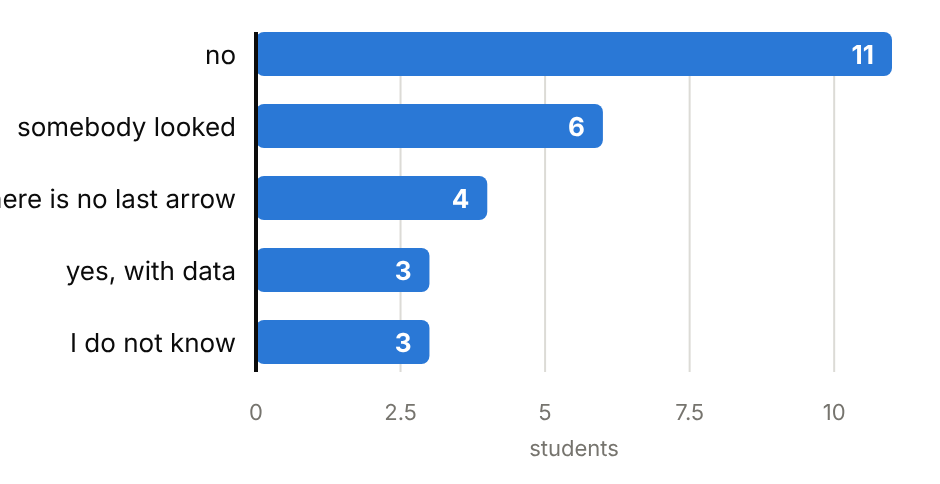 no 11
somebody looked 6
is no last arrow 4
yes, with data 3
I do not know 3
0 2.5 5 7.5 10
students